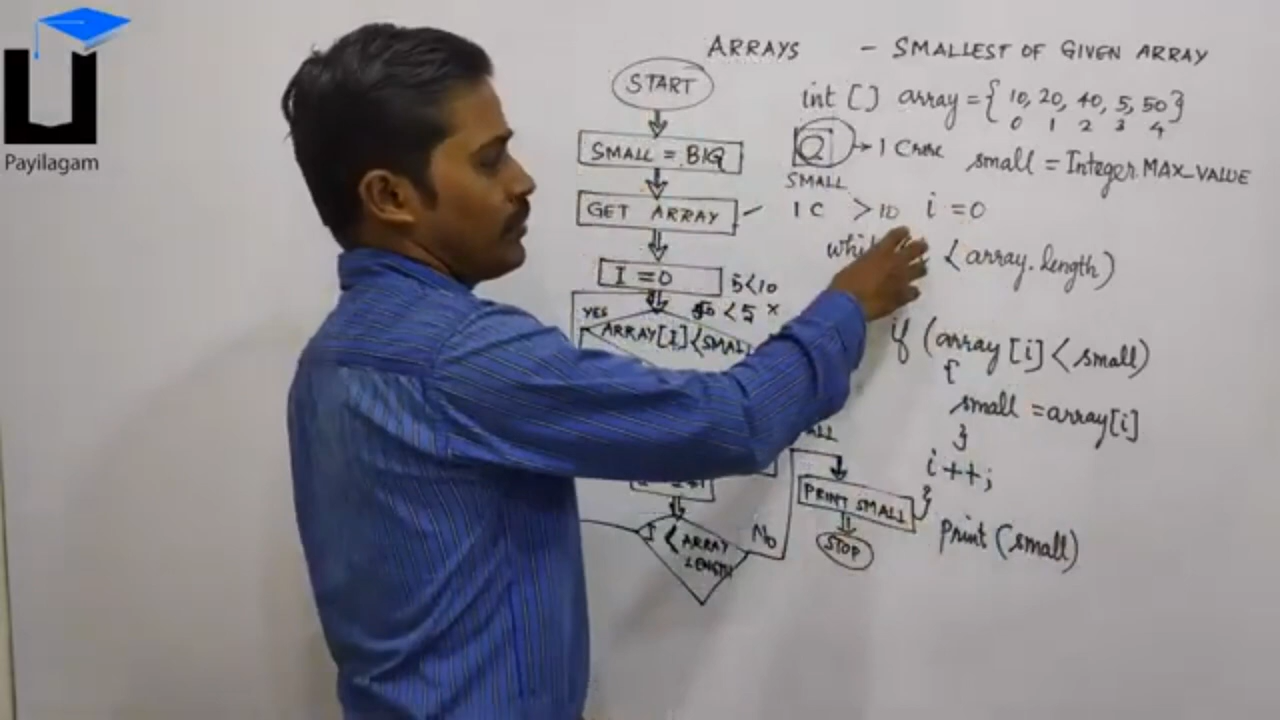 Payilagam
ARRAYS - SMALLEST OF GIVEN ARRAY
START
SMALL = BIG
GET ARRAY
I = 0
5<10
50 < 5 x
YES
ARRAY[I] < SMALL
I < ARRAY LENGTH
No
PRINT SMALL
STOP
int [] array = { 10, 20, 40, 5, 50 }
0 1 2 3 4
→ 1 Crore
SMALL
small = Integer.MAX_VALUE
1 C > 10
i = 0
< array.length)
if (array [i] < small)
{
small = array[i]
}
i ++;
}
print (small)